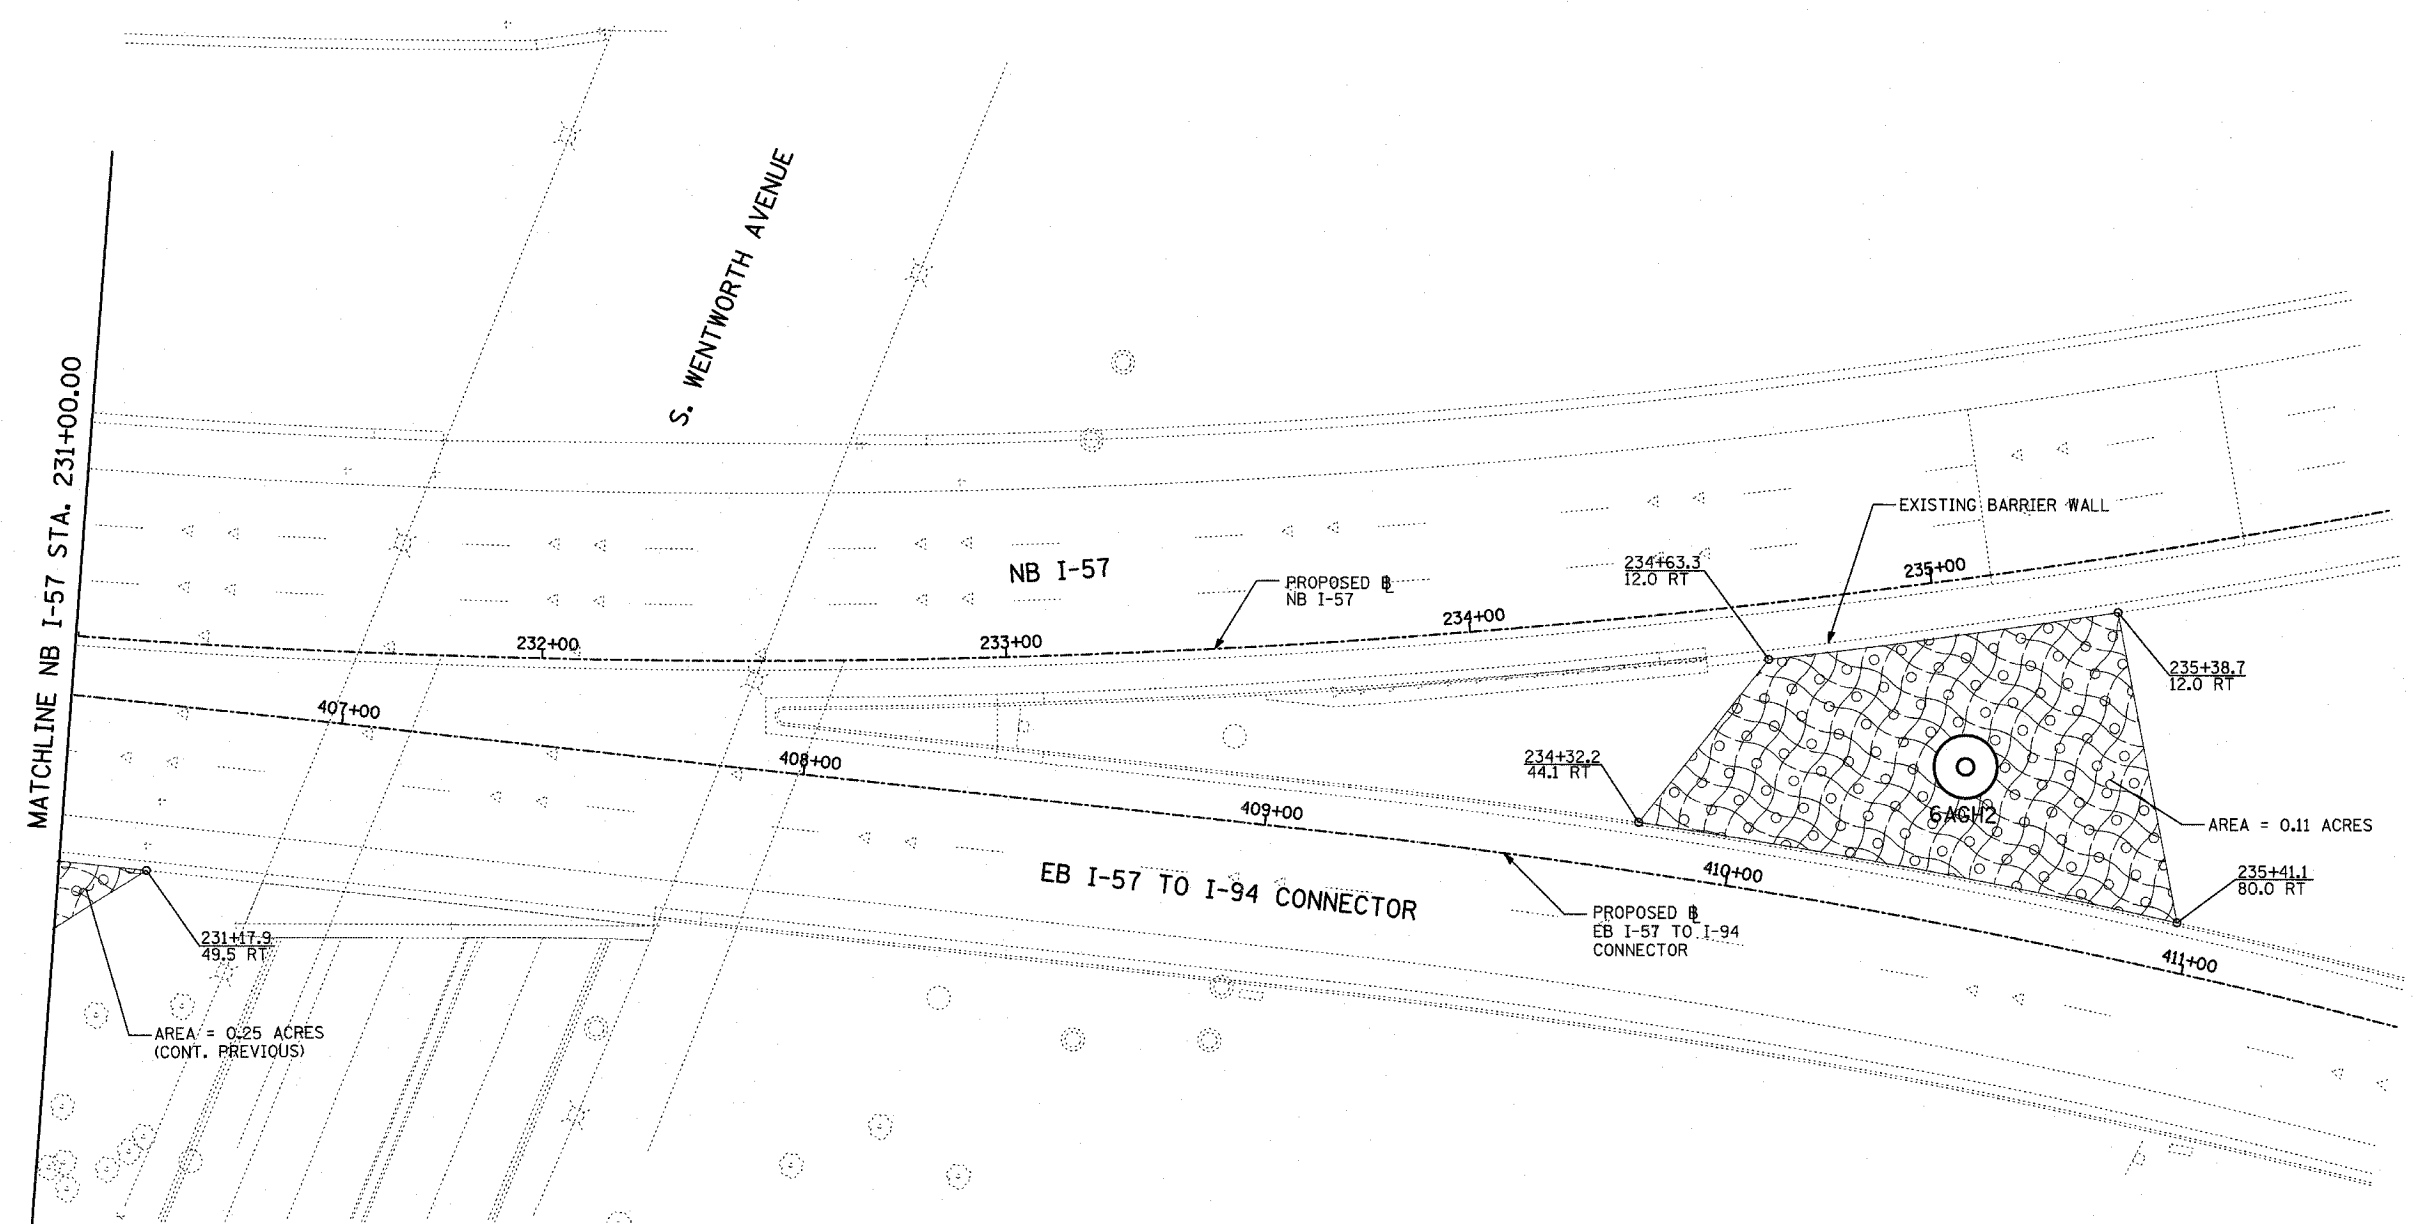 MATCHLINE NB I-57 STA. 231+00.00
S. WENTWORTH AVENUE
NB I-57
PROPOSED ℄
NB I-57
EXISTING BARRIER WALL
232+00
233+00
234+00
235+00
234+63.3
12.0 RT
235+38.7
12.0 RT
234+32.2
44.1 RT
235+41.1
80.0 RT
6AGH2
AREA = 0.11 ACRES
407+00
408+00
409+00
410+00
411+00
EB I-57 TO I-94 CONNECTOR
PROPOSED ℄
EB I-57 TO I-94
CONNECTOR
231+17.9
49.5 RT
AREA = 0.25 ACRES
(CONT. PREVIOUS)